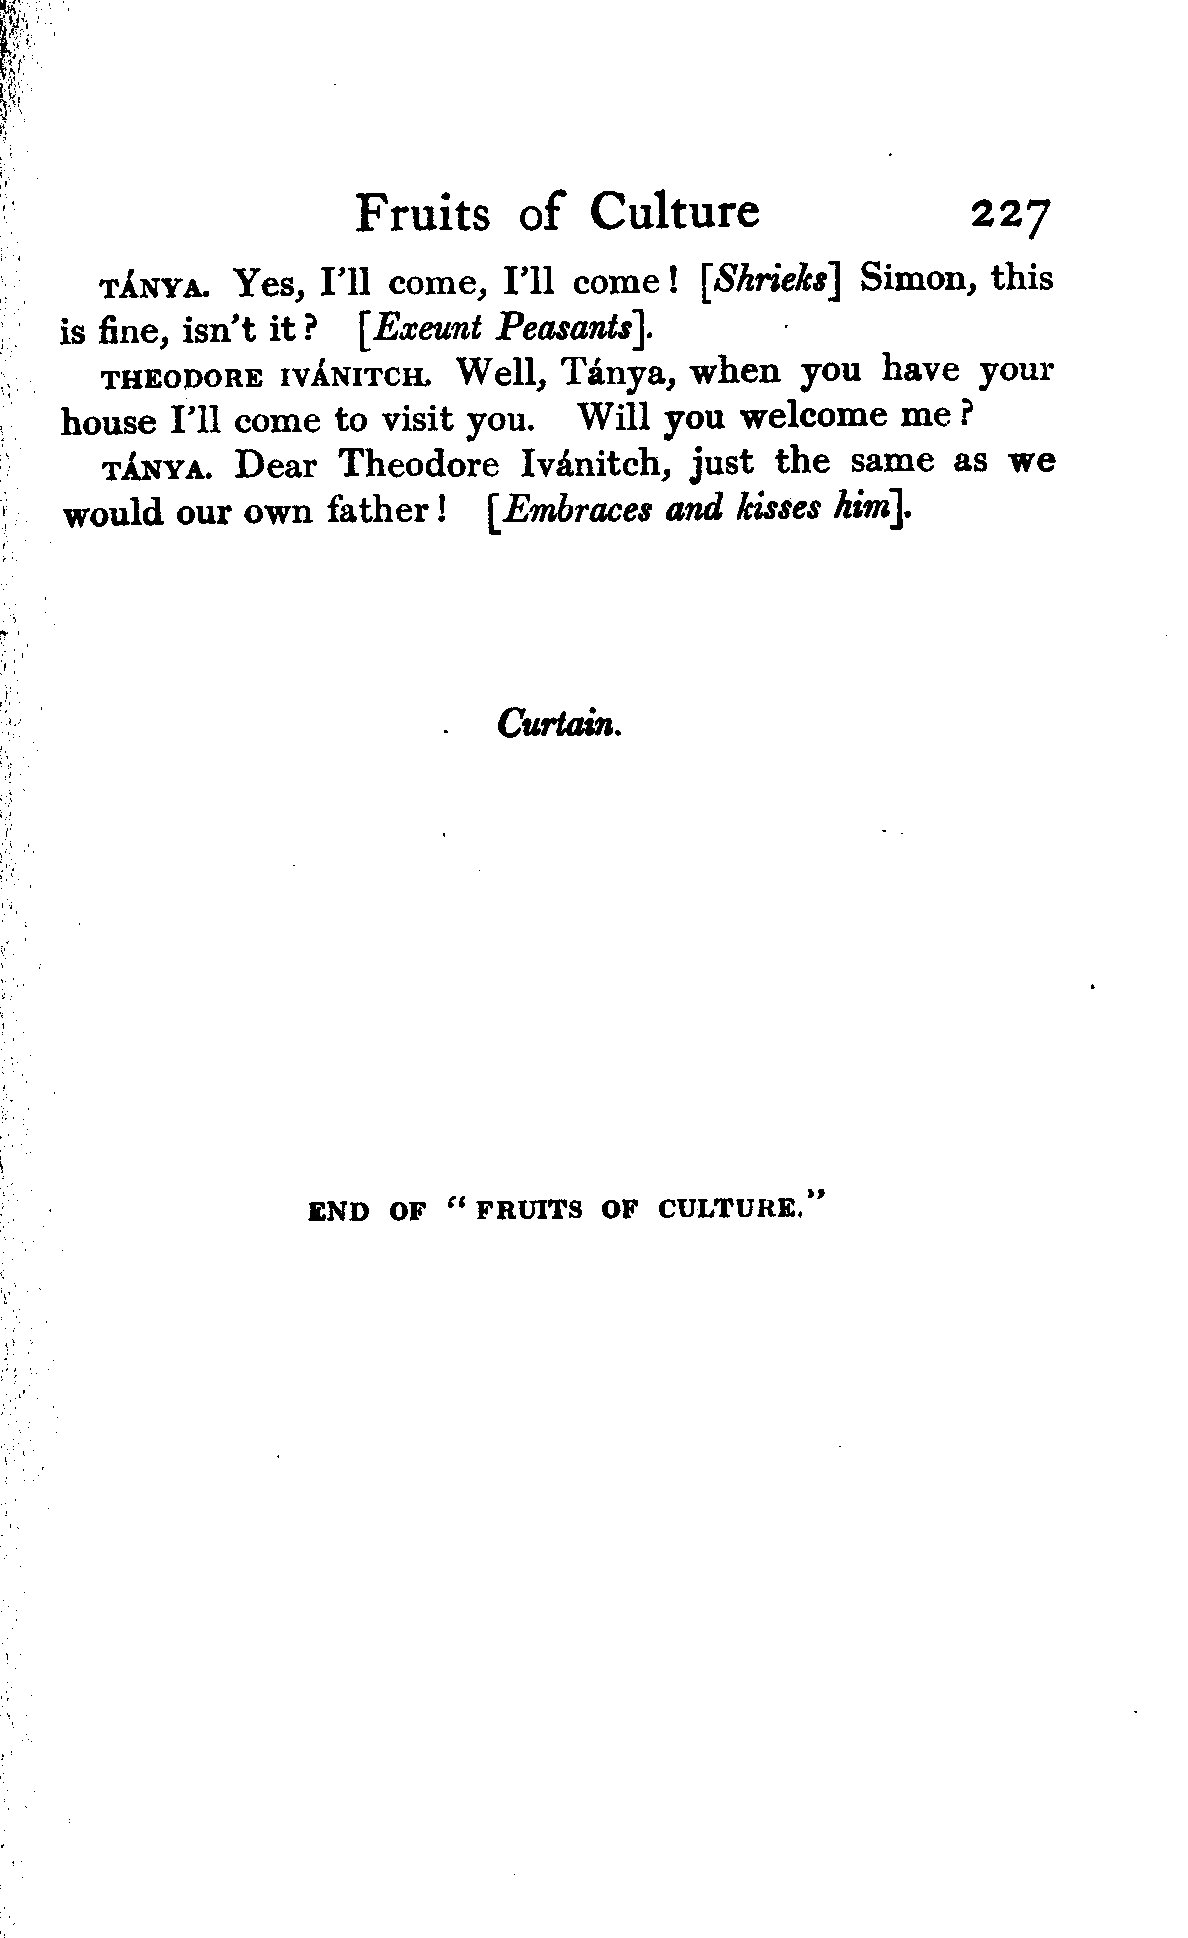 Fruits of Culture 227
TÁNYA. Yes, I'll come, I'll come! [Shrieks] Simon, this
is fine, isn't it? [Exeunt Peasants].
THEODORE IVÁNITCH. Well, Tánya, when you have your
house I'll come to visit you. Will you welcome me?
TÁNYA. Dear Theodore Ivánitch, just the same as we
would our own father! [Embraces and kisses him].
Curtain.
END OF "FRUITS OF CULTURE."